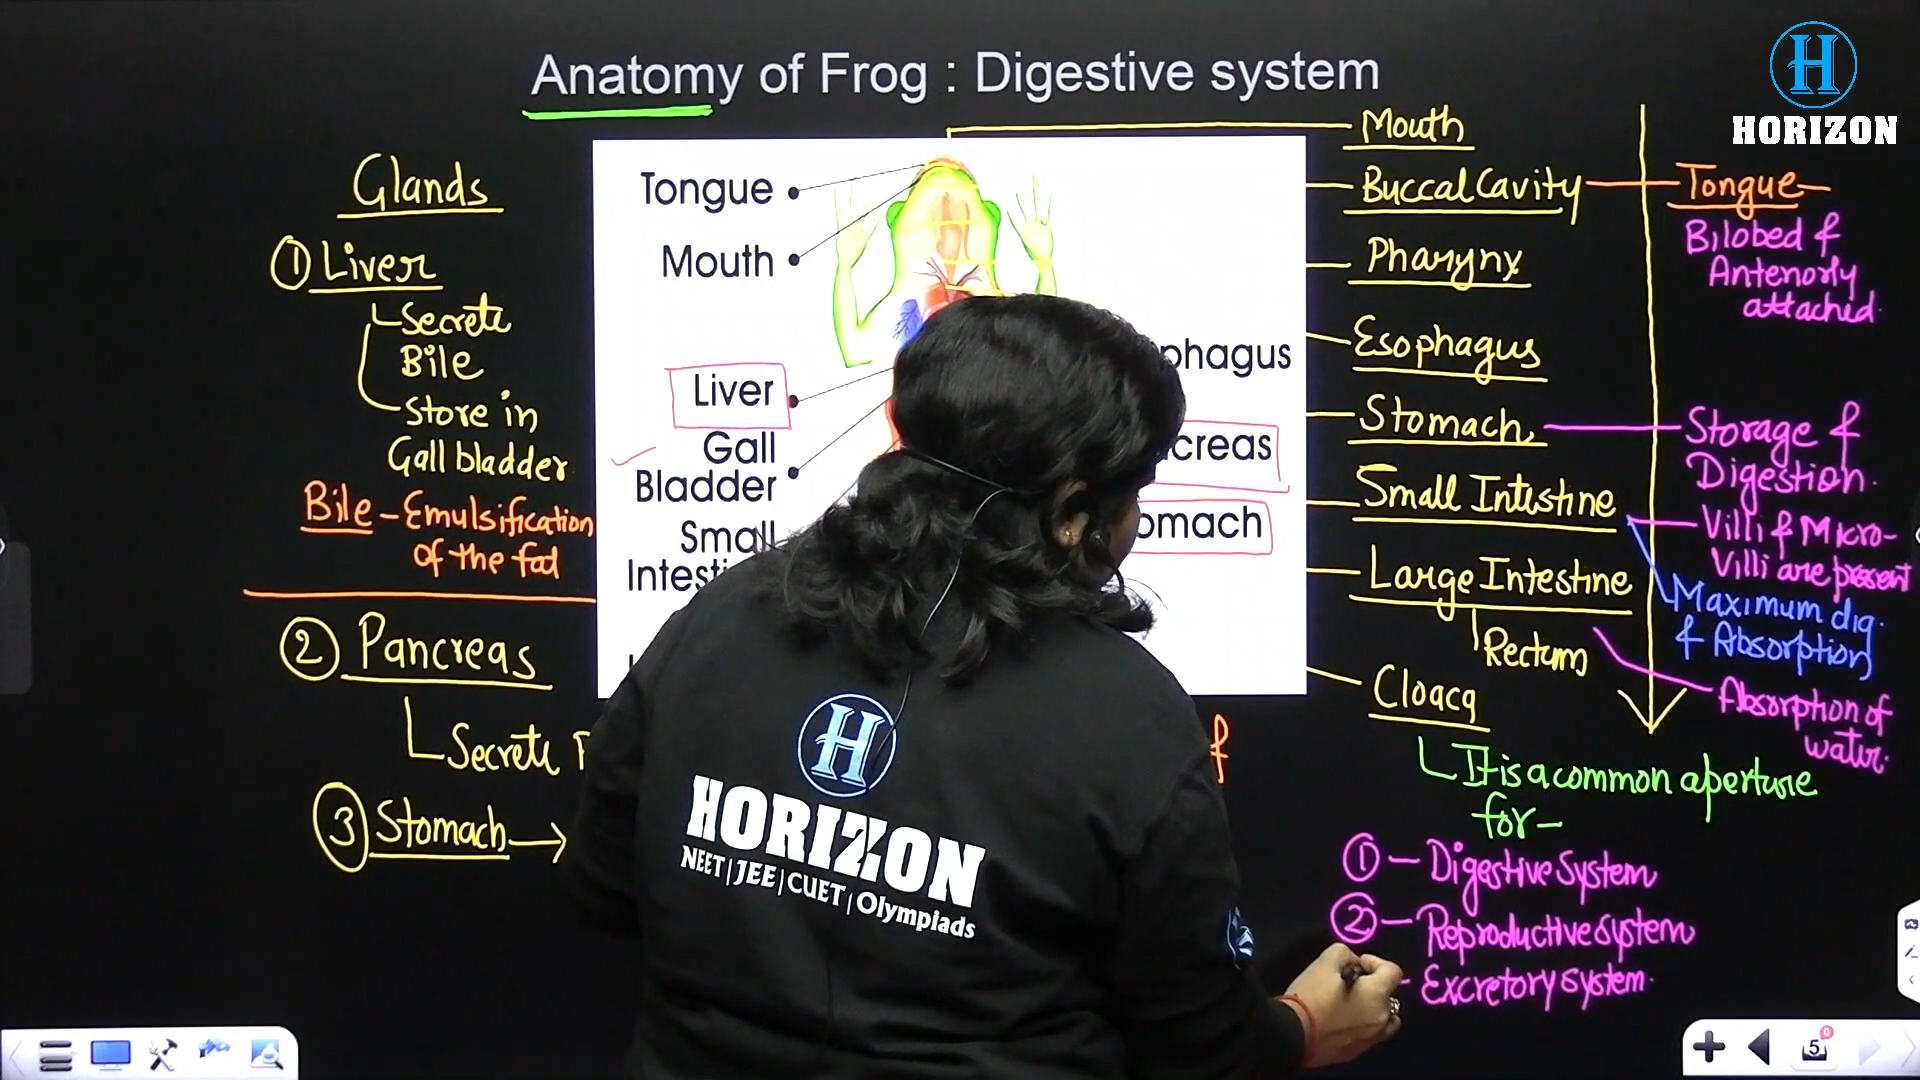 Anatomy of Frog : Digestive system
H
HORIZON
Glands
① Liver
Secrete
Bile
Store in
Gall bladder
Bile - Emulsification
of the fat
② Pancreas
Secrete
③ Stomach →
Tongue
Mouth
Liver
Gall
Bladder
Small
phagus
creas
omach
Mouth
Buccal Cavity
Pharynx
Esophagus
Stomach
Small Intestine
Large Intestine
Rectum
Cloaca
It is a common aperture
for -
① - Digestive System
② - Reproductive system
- Excretory system.
Tongue -
Bilobed &
Antenorly
attached.
Storage &
Digestion.
Villi & Micro-
Villi are present
Maximum dig.
& Absorption
Absorption of
water.
H
HORIZON
NEET | JEE | CUET | Olympiads
5
0